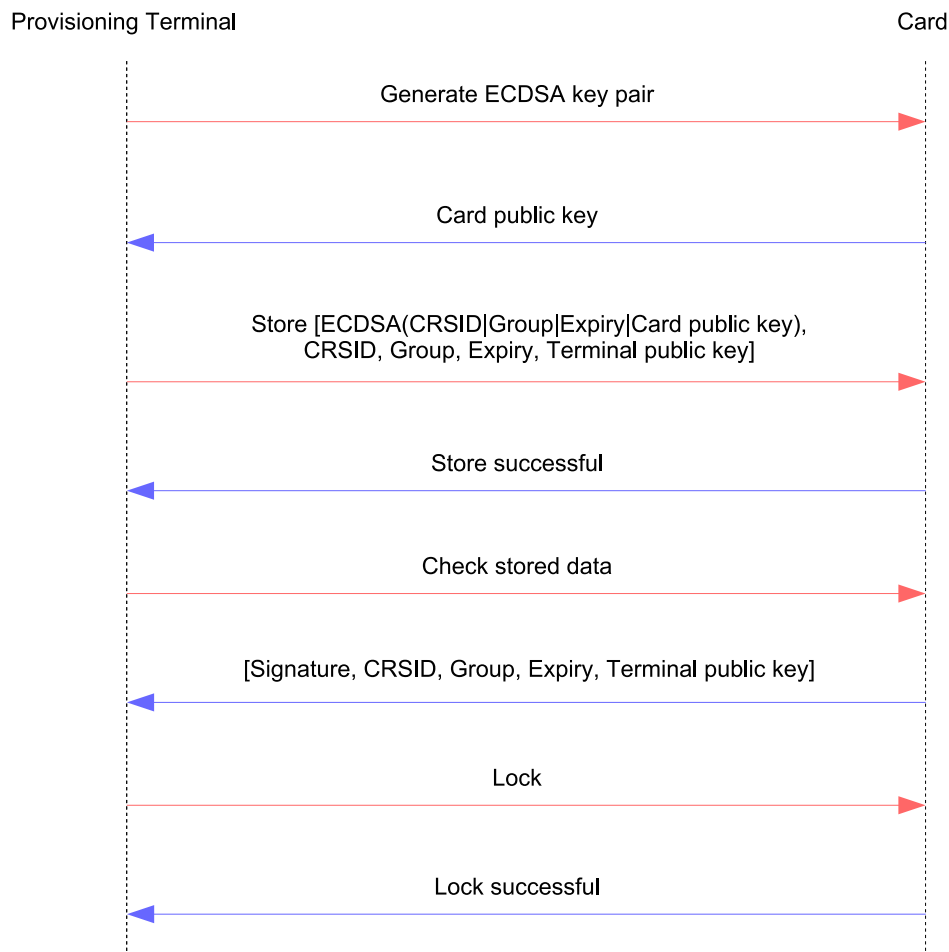 Provisioning Terminal
Card
Generate ECDSA key pair
Card public key
Store [ECDSA(CRSID|Group|Expiry|Card public key),
CRSID, Group, Expiry, Terminal public key]
Store successful
Check stored data
[Signature, CRSID, Group, Expiry, Terminal public key]
Lock
Lock successful